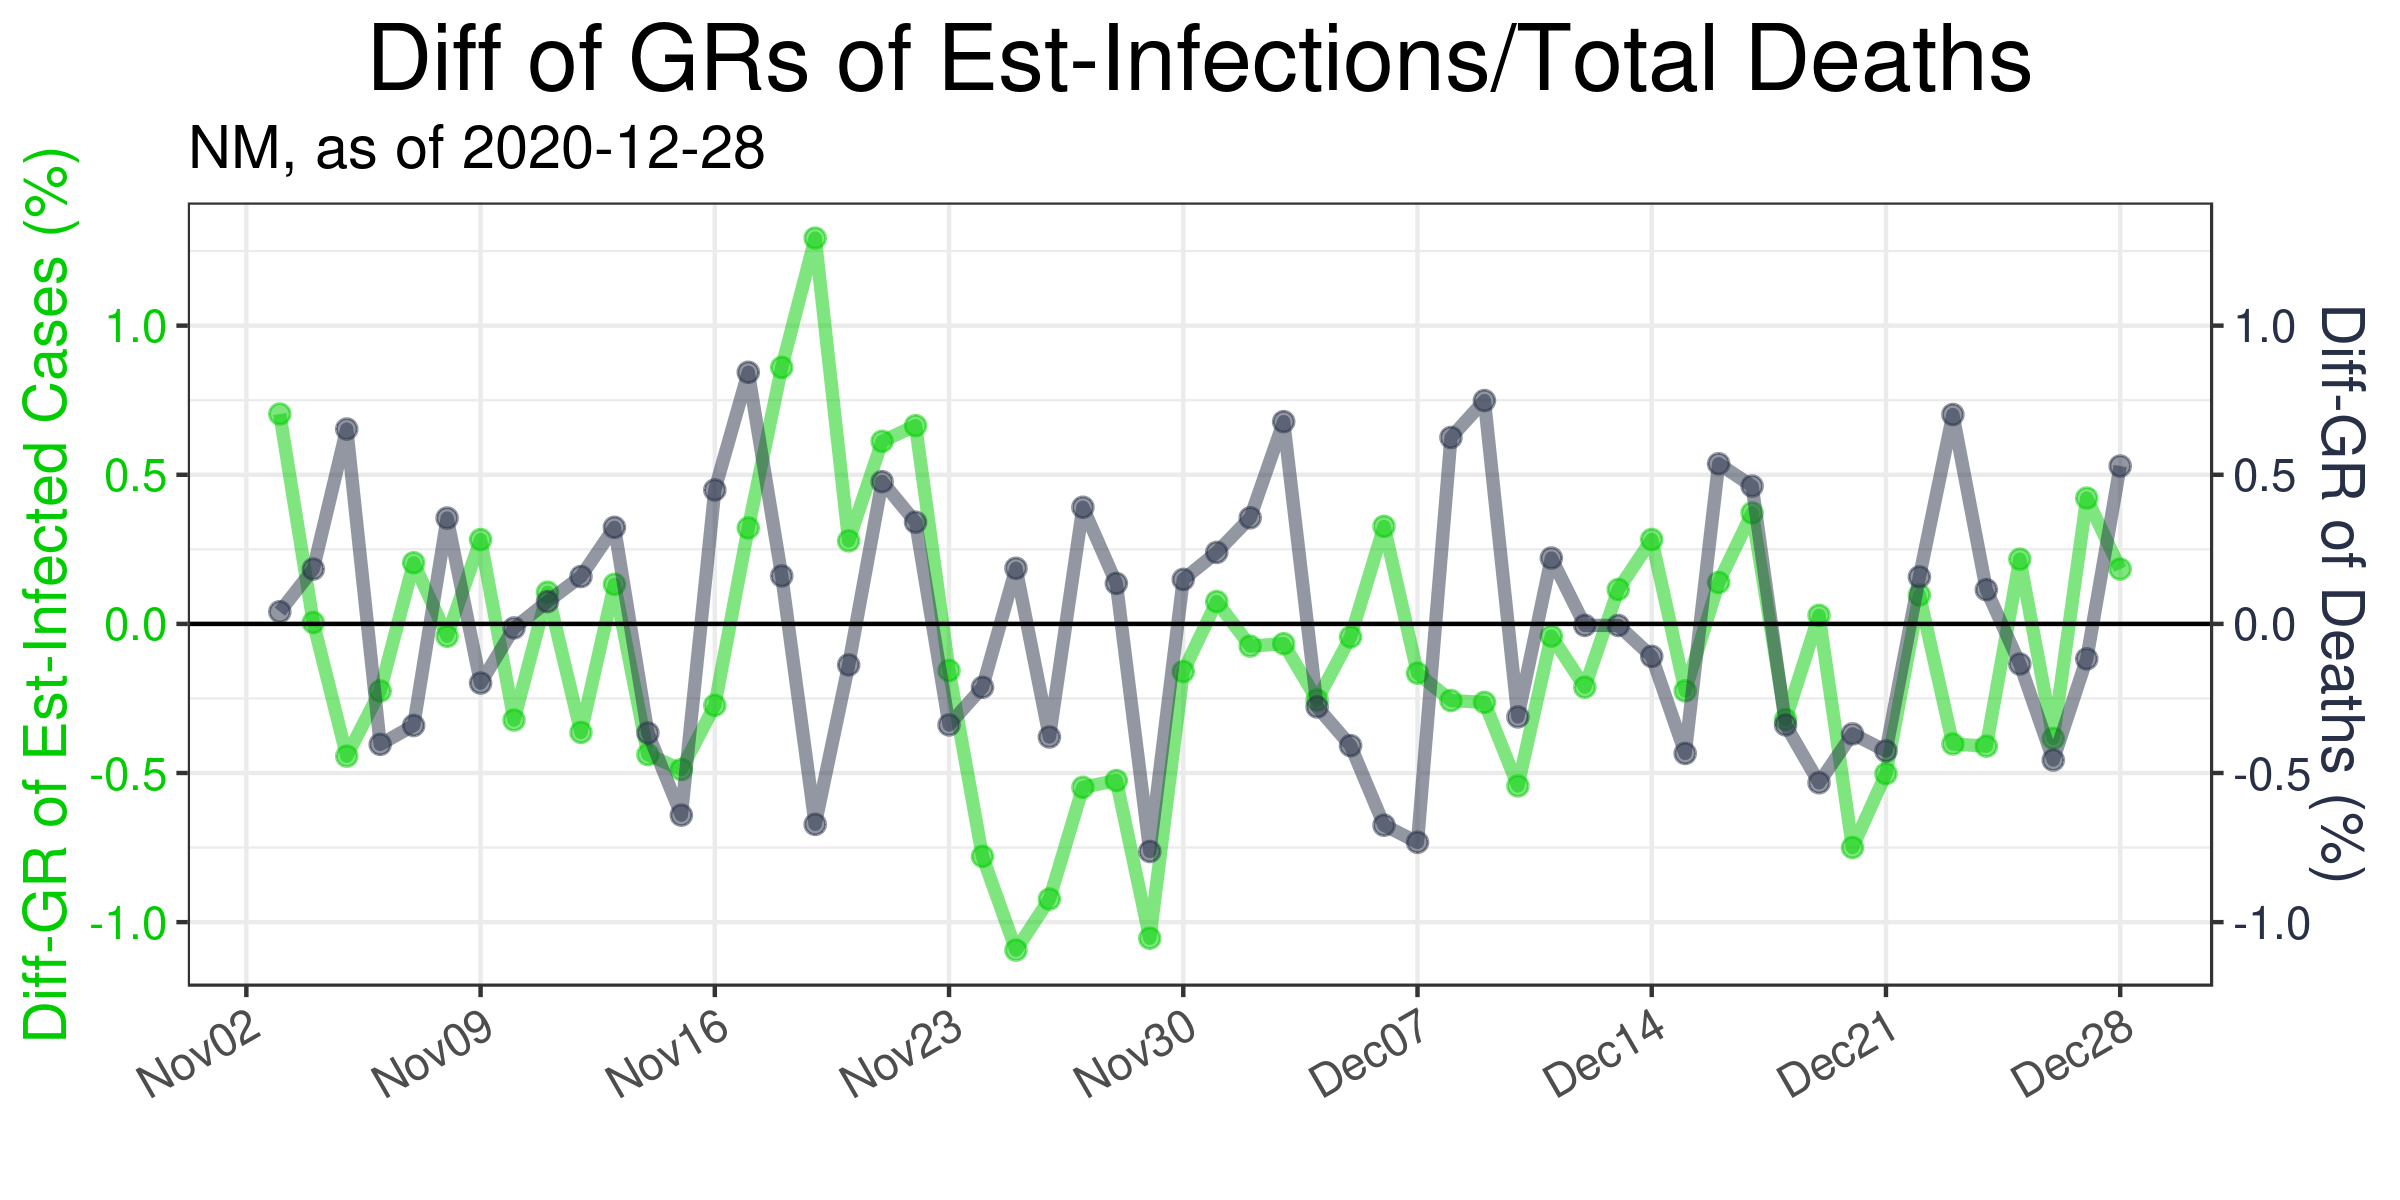 Diff of GRs of Est-Infections/Total Deaths
NM, as of 2020-12-28
Diff-GR of Est-Infected Cases (%)
1.0
0.5
0.0
-0.5
-1.0
1.0
0.5
0.0
-0.5
-1.0
Diff-GR of Deaths (%)
Nov02 Nov09 Nov16 Nov23 Nov30 Dec07 Dec14 Dec21 Dec28